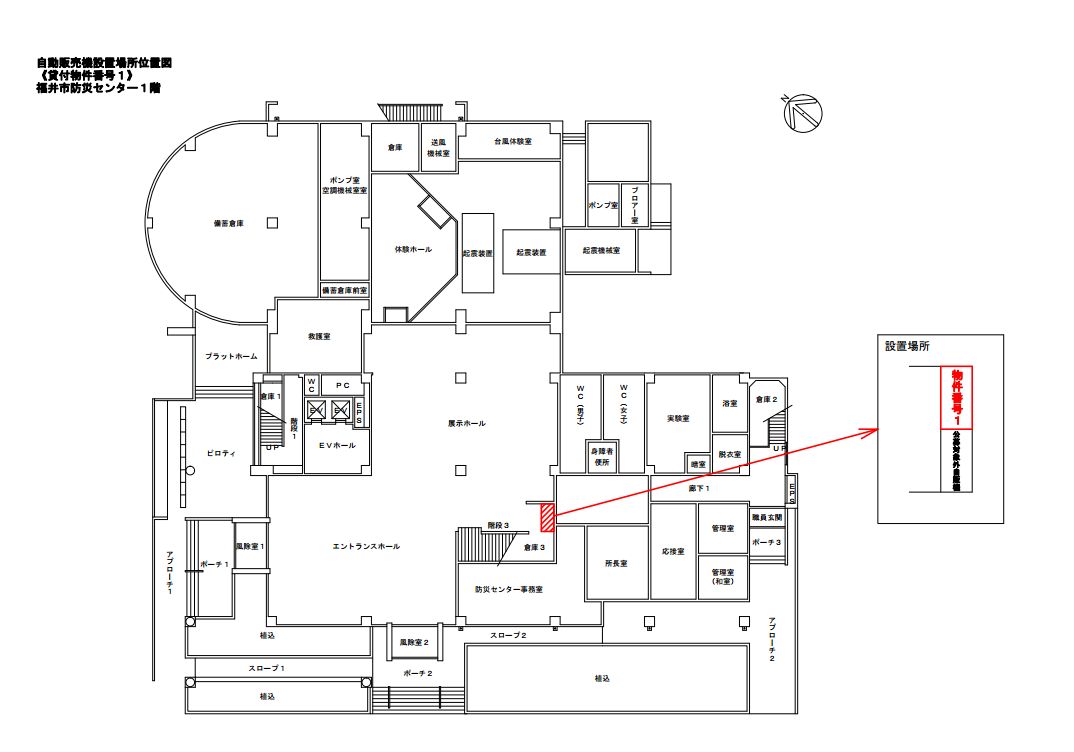 自動販売機設置場所位置図
《貸付物件番号１》
福井市防災センター１階
N
倉庫
送風
機械室
台風体験室
ポンプ室
空調機械室室
備蓄倉庫
体験ホール
起震装置
起震装置
ポンプ室
ブロアー室
起震機械室
備蓄倉庫前室
救護室
プラットホーム
設置場所
物件番号１
公募対象外自販機
倉庫１
階段１
UP
WC
ＰＣ
EV
EV
EPS
ＥＶホール
展示ホール
WC（男子）
WC（女子）
身障者
便所
実験室
浴室
暗室
脱衣室
倉庫２
UP
ピロティ
廊下１
EPS
階段３
倉庫３
エントランスホール
風除室１
ポーチ１
アプローチ１
所長室
応接室
管理室
管理室
（和室）
職員玄関
ポーチ３
防災センター事務室
植込
風除室２
スロープ２
アプローチ２
スロープ１
ポーチ２
植込
植込